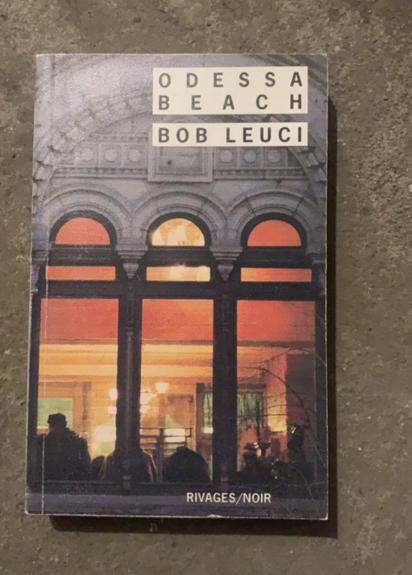 ODESSA
BEACH
BOB LEUCI
RIVAGES/NOIR